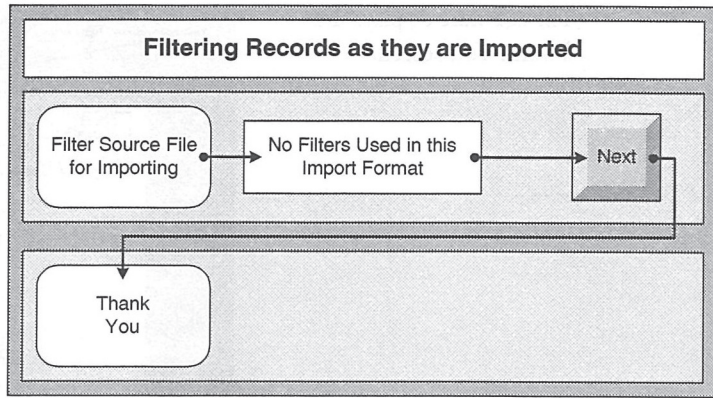 Filtering Records as they are Imported
Filter Source File
for Importing
No Filters Used in this
Import Format
Next
Thank
You